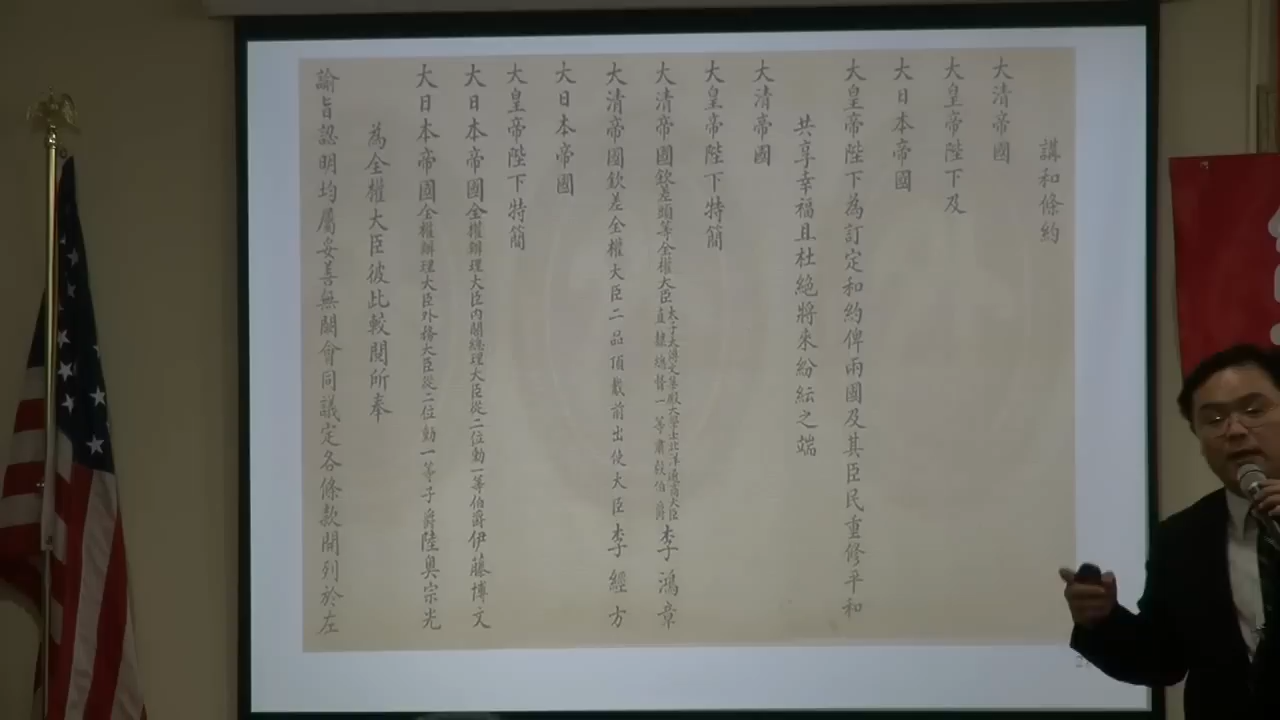 講和條約
大清帝國
大皇帝陛下及
大日本帝國
大皇帝陛下為訂定和約俾兩國及其臣民重修平和
共享幸福且杜絕將來紛紜之端
大清帝國
大皇帝陛下特簡
大清帝國欽差頭等全權大臣太子太傅文華殿大學士北洋通商大臣直隸總督一等肅毅伯爵李鴻章
大清帝國欽差全權大臣二品頂戴前出使大臣李經方
大日本帝國
大皇帝陛下特簡
大日本帝國全權辦理大臣內閣總理大臣從二位勳一等伯爵伊藤博文
大日本帝國全權辦理大臣外務大臣從二位勳一等子爵陸奧宗光
為全權大臣彼此較閱所奉
諭旨認明均屬妥善無闕會同議定各條款開列於左